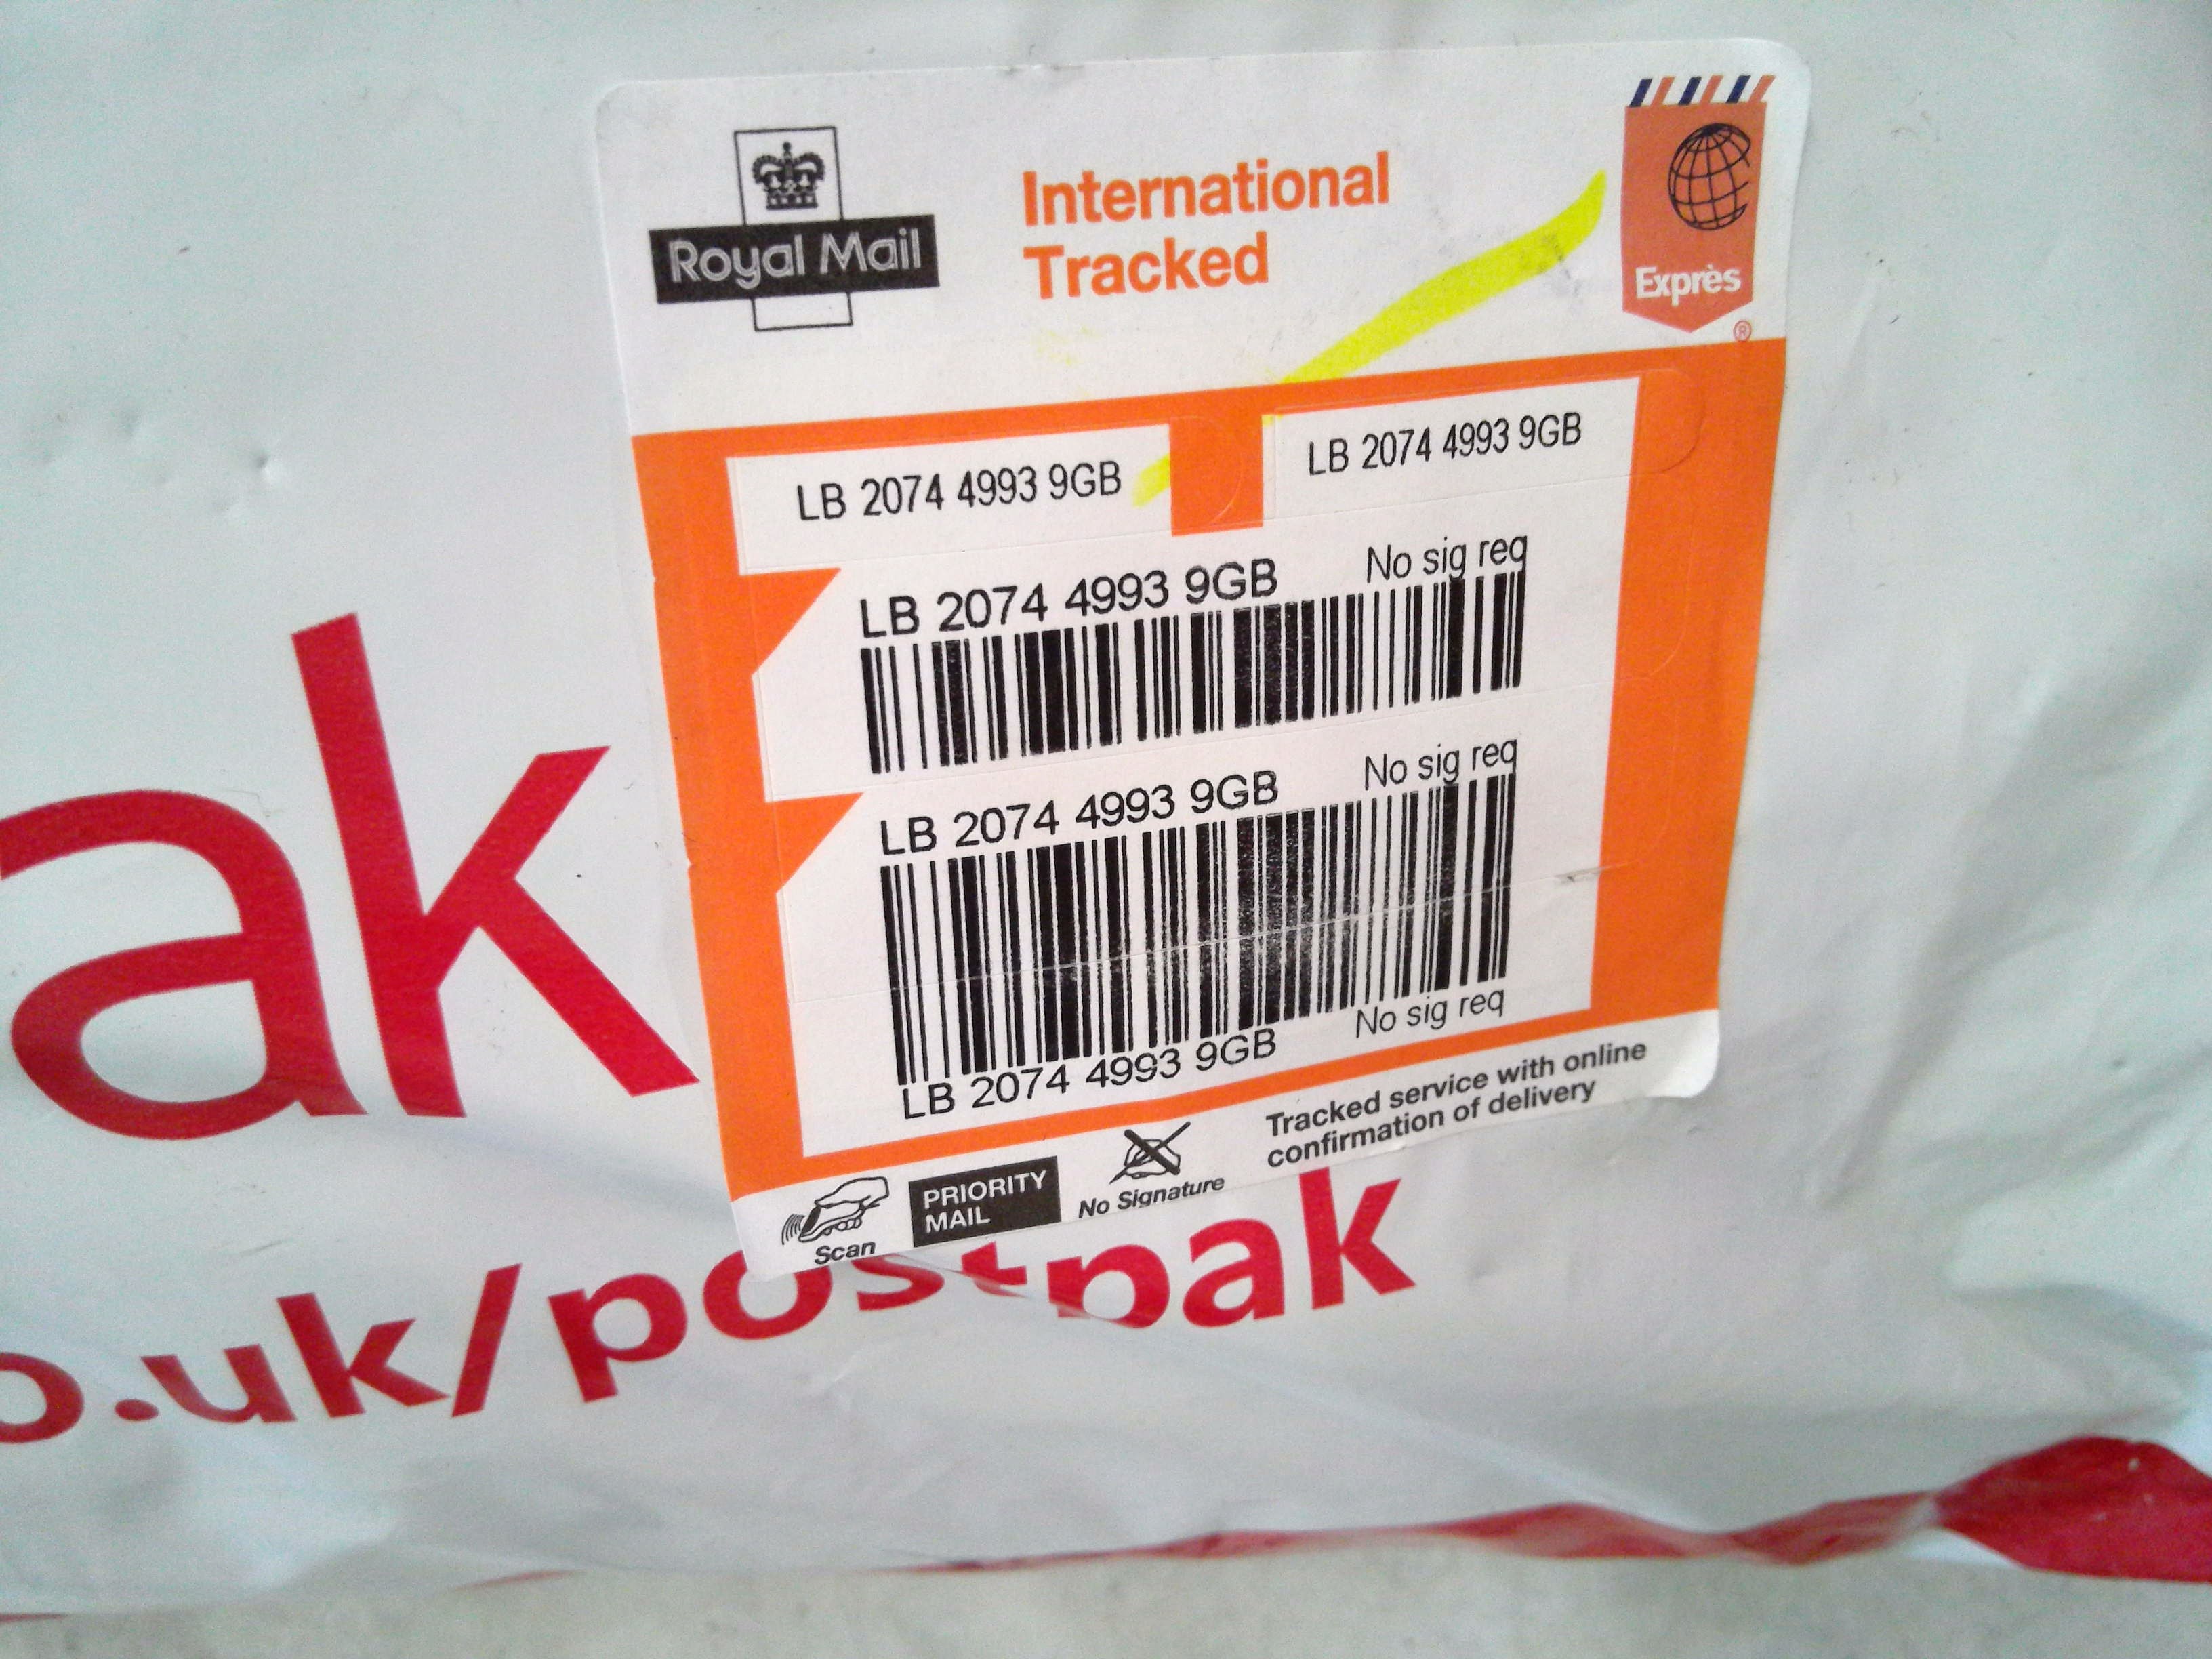 Royal Mail
International
Tracked
Exprès
®
LB 2074 4993 9GB
LB 2074 4993 9GB
LB 2074 4993 9GB No sig req
LB 2074 4993 9GB No sig req
LB 2074 4993 9GB No sig req
Scan
PRIORITY
MAIL
No Signature
Tracked service with online
confirmation of delivery
ak
o.uk/postpak